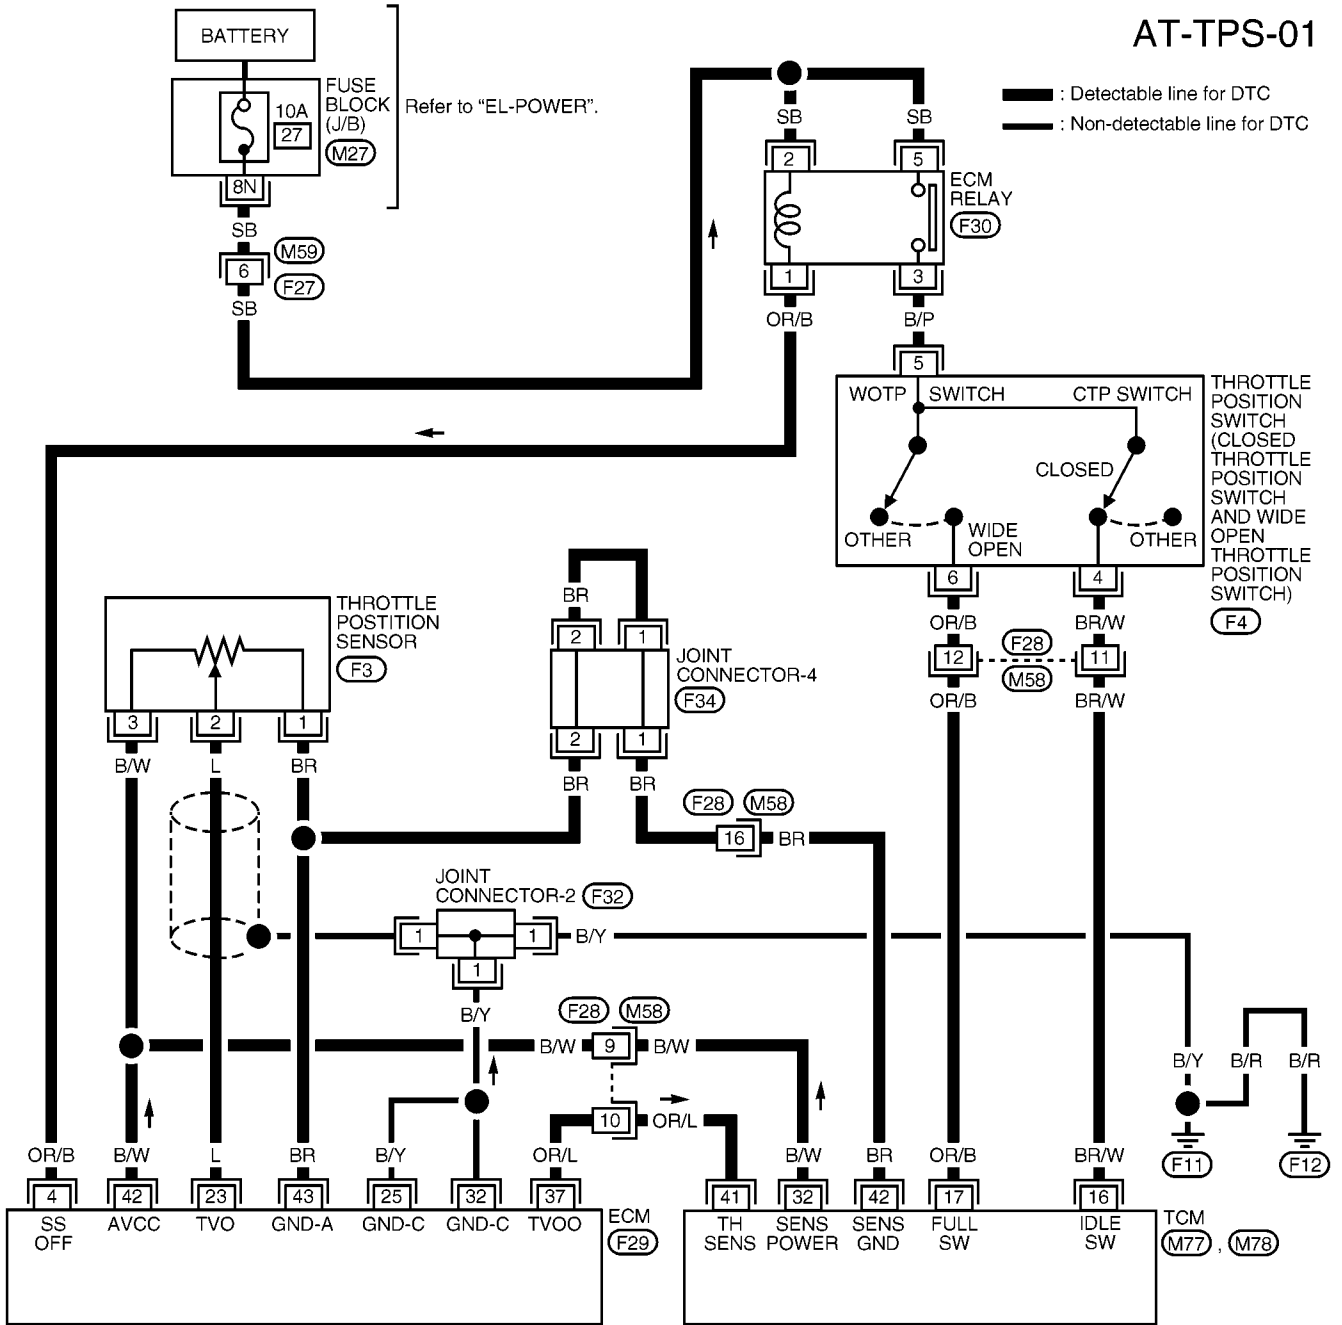 AT-TPS-01
BATTERY
FUSE
BLOCK
(J/B)
10A
27
M27
Refer to “EL-POWER”.
: Detectable line for DTC
: Non-detectable line for DTC
8N
SB
M59
6
F27
SB
SB
SB
2
5
ECM
RELAY
F30
1
3
OR/B
B/P
5
WOTP SWITCH
CTP SWITCH
CLOSED
OTHER
WIDE
OPEN
OTHER
THROTTLE
POSITION
SWITCH
(CLOSED
THROTTLE
POSITION
SWITCH
AND WIDE
OPEN
THROTTLE
POSITION
SWITCH)
F4
6
4
OR/B
BR/W
12
F28
M58
11
OR/B
BR/W
THROTTLE
POSTITION
SENSOR
F3
3
2
1
B/W
L
BR
BR
2
1
JOINT
CONNECTOR-4
F34
2
1
BR
BR
F28
M58
16
BR
JOINT
CONNECTOR-2
F32
1
1
B/Y
1
B/Y
F28
M58
B/W
9
B/W
10
OR/L
B/Y
B/R
B/R
F11
F12
OR/B
B/W
L
BR
B/Y
OR/L
B/W
BR
OR/B
BR/W
4
42
23
43
25
32
37
41
32
42
17
16
SS
OFF
AVCC
TVO
GND-A
GND-C
GND-C
TVOO
ECM
F29
TH
SENS
SENS
POWER
SENS
GND
FULL
SW
IDLE
SW
TCM
M77 , M78